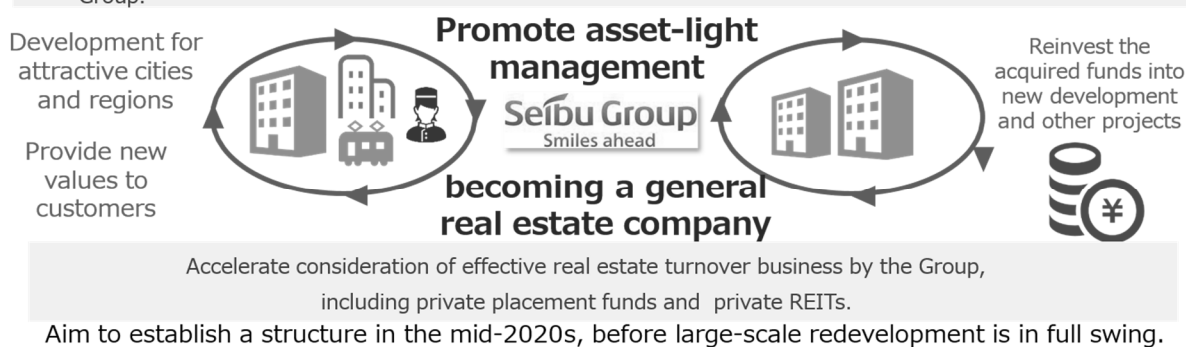 Group.
Promote asset-light
management
Development for
attractive cities
and regions
Provide new
values to
customers
Seibu Group
Smiles ahead
becoming a general
real estate company
Reinvest the
acquired funds into
new development
and other projects
¥
Accelerate consideration of effective real estate turnover business by the Group,
including private placement funds and private REITs.
Aim to establish a structure in the mid-2020s, before large-scale redevelopment is in full swing.